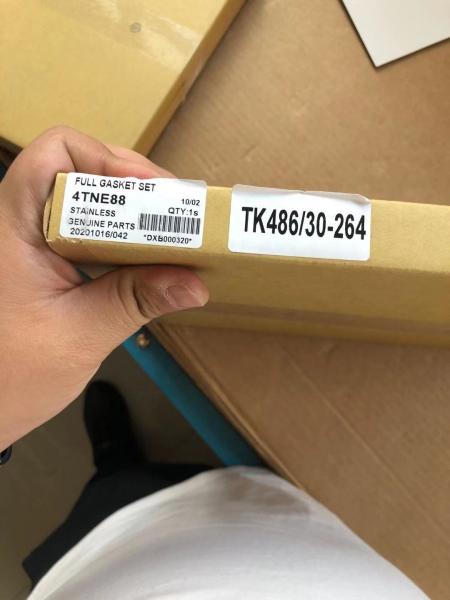 FULL GASKET SET
4TNE88
10/02
STAINLESS
QTY:1s
GENUINE PARTS
20201016/042
*DXB000320*
TK486/30-264